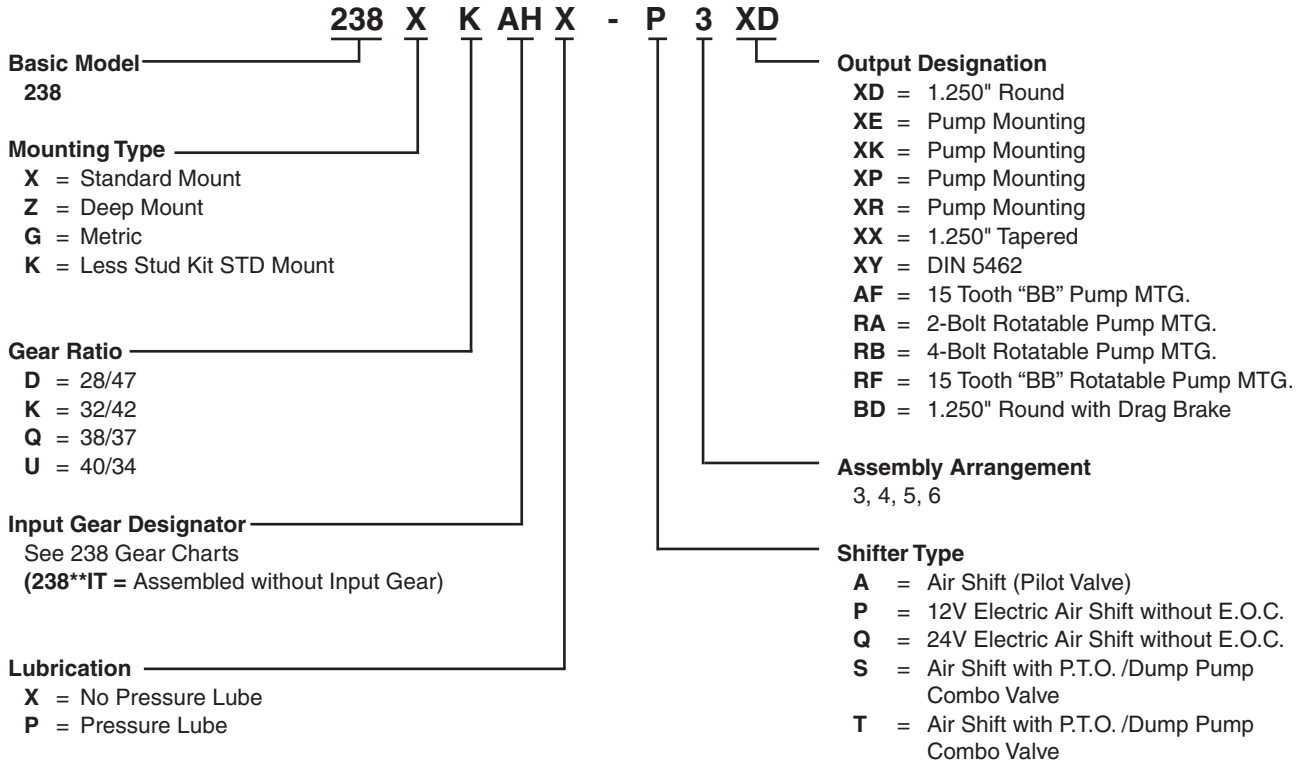 238 X K AH X - P 3 XD
Basic Model
238
Mounting Type
X = Standard Mount
Z = Deep Mount
G = Metric
K = Less Stud Kit STD Mount
Gear Ratio
D = 28/47
K = 32/42
Q = 38/37
U = 40/34
Input Gear Designator
See 238 Gear Charts
(238**IT = Assembled without Input Gear)
Lubrication
X = No Pressure Lube
P = Pressure Lube
Output Designation
XD = 1.250" Round
XE = Pump Mounting
XK = Pump Mounting
XP = Pump Mounting
XR = Pump Mounting
XX = 1.250" Tapered
XY = DIN 5462
AF = 15 Tooth “BB” Pump MTG.
RA = 2-Bolt Rotatable Pump MTG.
RB = 4-Bolt Rotatable Pump MTG.
RF = 15 Tooth “BB” Rotatable Pump MTG.
BD = 1.250" Round with Drag Brake
Assembly Arrangement
3, 4, 5, 6
Shifter Type
A = Air Shift (Pilot Valve)
P = 12V Electric Air Shift without E.O.C.
Q = 24V Electric Air Shift without E.O.C.
S = Air Shift with P.T.O. /Dump Pump
Combo Valve
T = Air Shift with P.T.O. /Dump Pump
Combo Valve